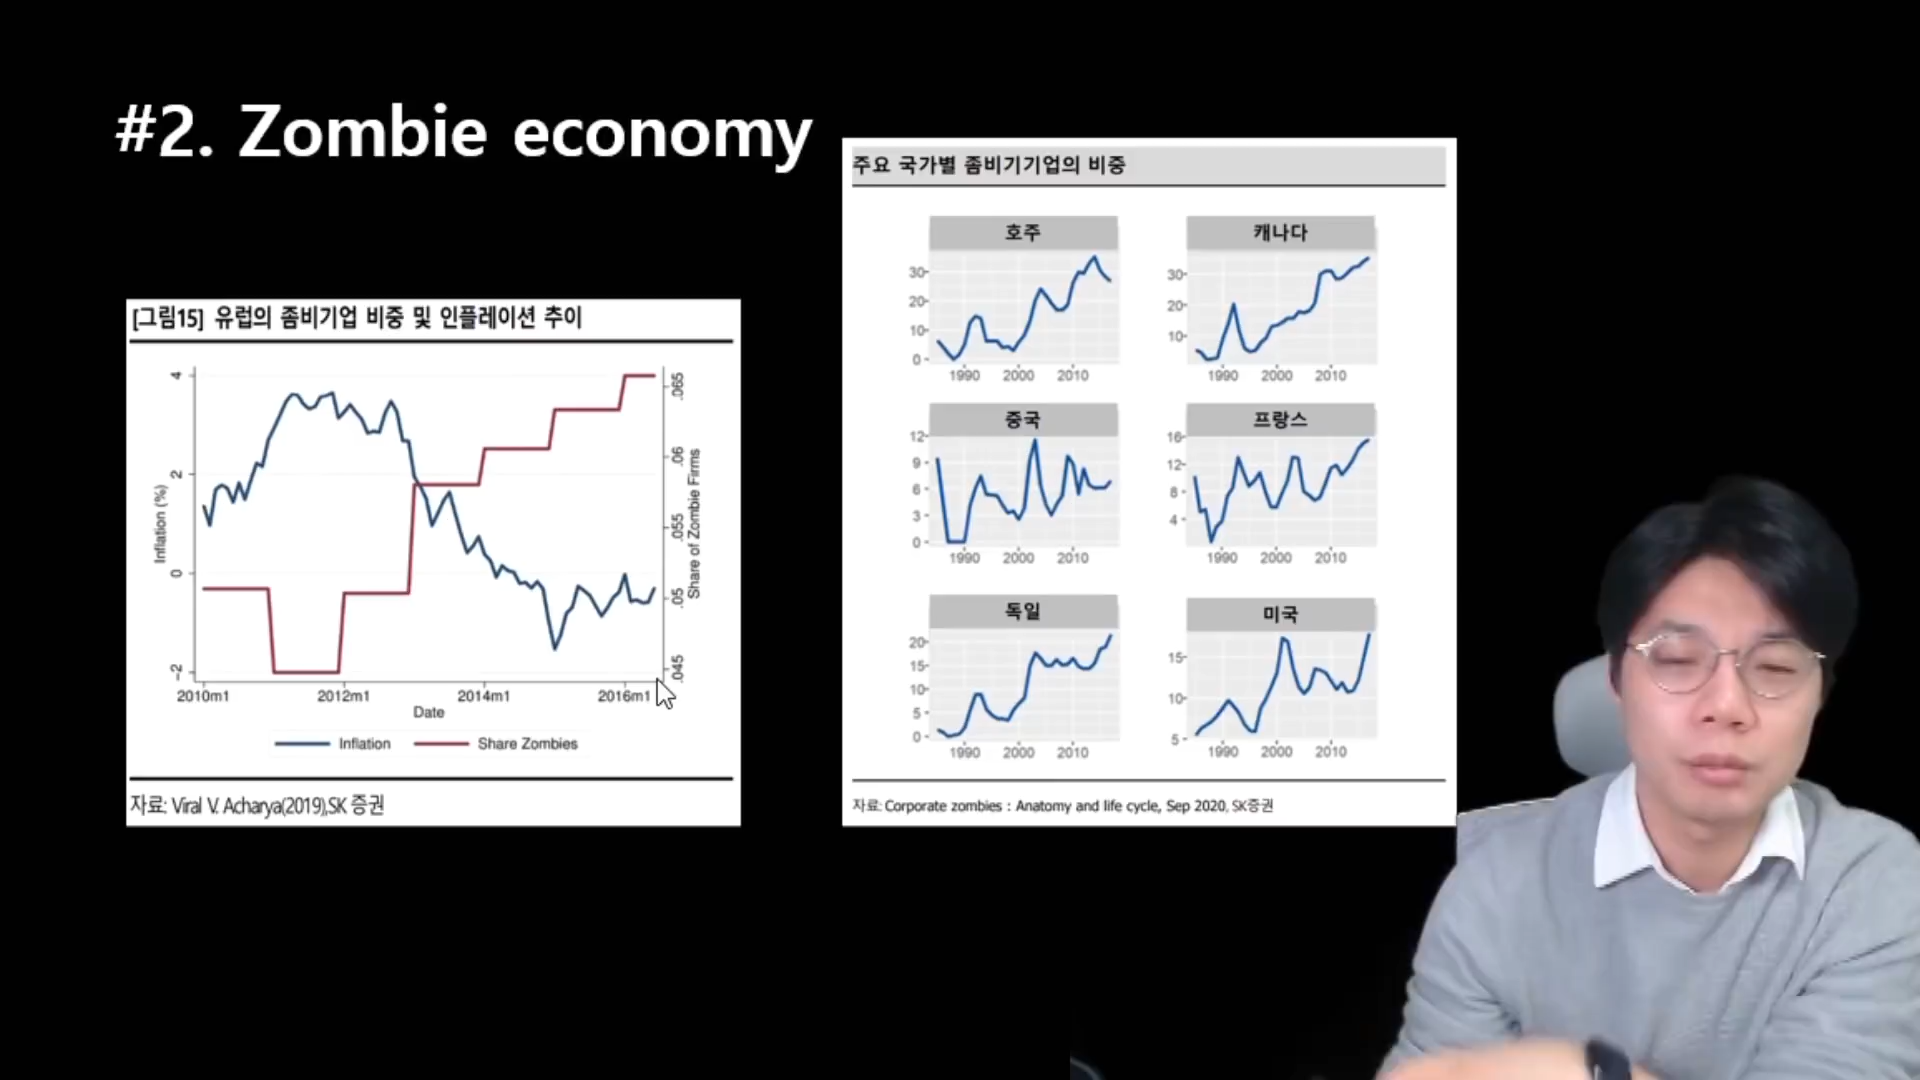 #2. Zombie economy
[그림15] 유럽의 좀비기업 비중 및 인플레이션 추이
4
2
0
-2
Inflation (%)
.065
.06
.055
.05
.045
Share of Zombie Firms
2010m1 2012m1 2014m1 2016m1
Date
Inflation Share Zombies
자료: Viral V. Acharya(2019),SK 증권
주요 국가별 좀비기기업의 비중
호주
30
20
10
0
1990 2000 2010
캐나다
30
20
10
1990 2000 2010
중국
12
9
6
3
0
1990 2000 2010
프랑스
16
12
8
4
1990 2000 2010
독일
20
15
10
5
0
1990 2000 2010
미국
15
10
5
1990 2000 2010
자료: Corporate zombies : Anatomy and life cycle, Sep 2020, SK증권